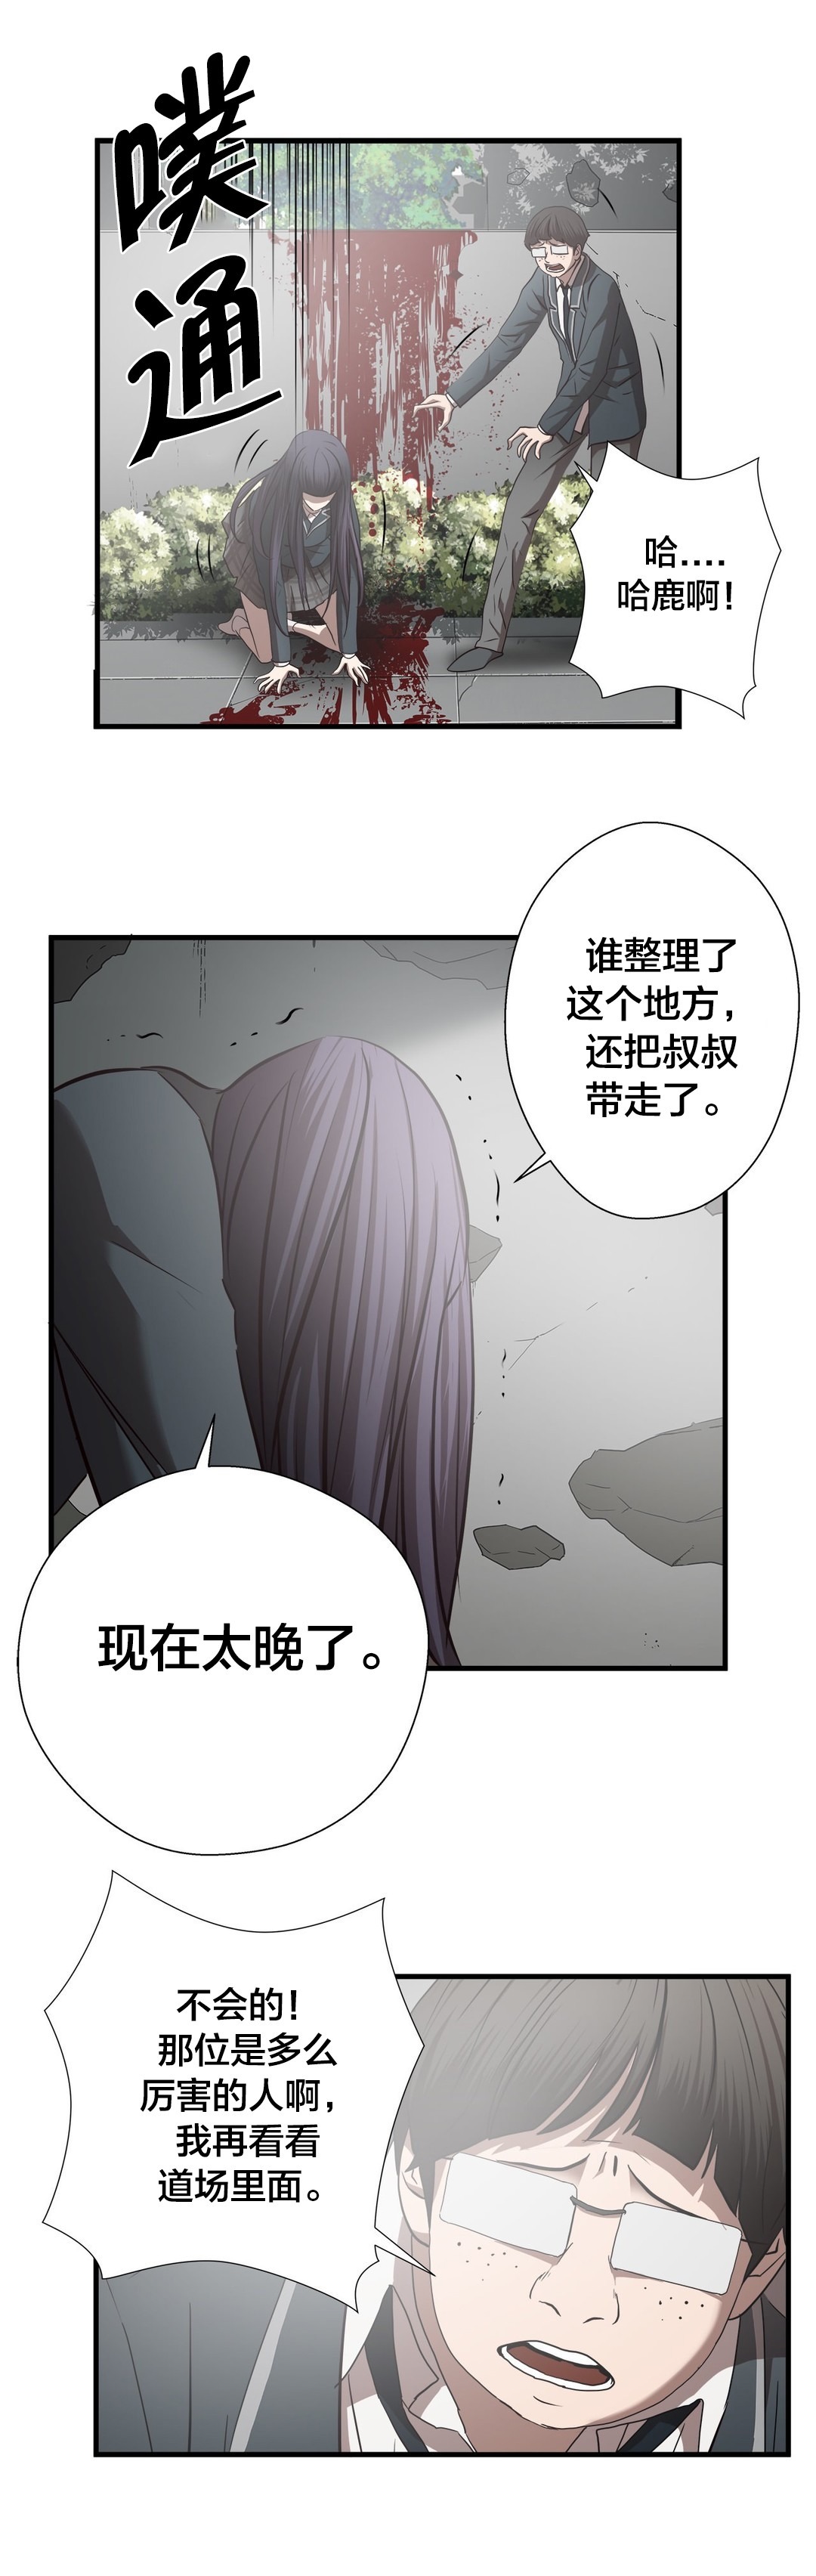 噗
通
哈....
哈鹿啊！
谁整理了
这个地方，
还把叔叔
带走了。
现在太晚了。
不会的！
那位是多么
厉害的人啊，
我再看看
道场里面。